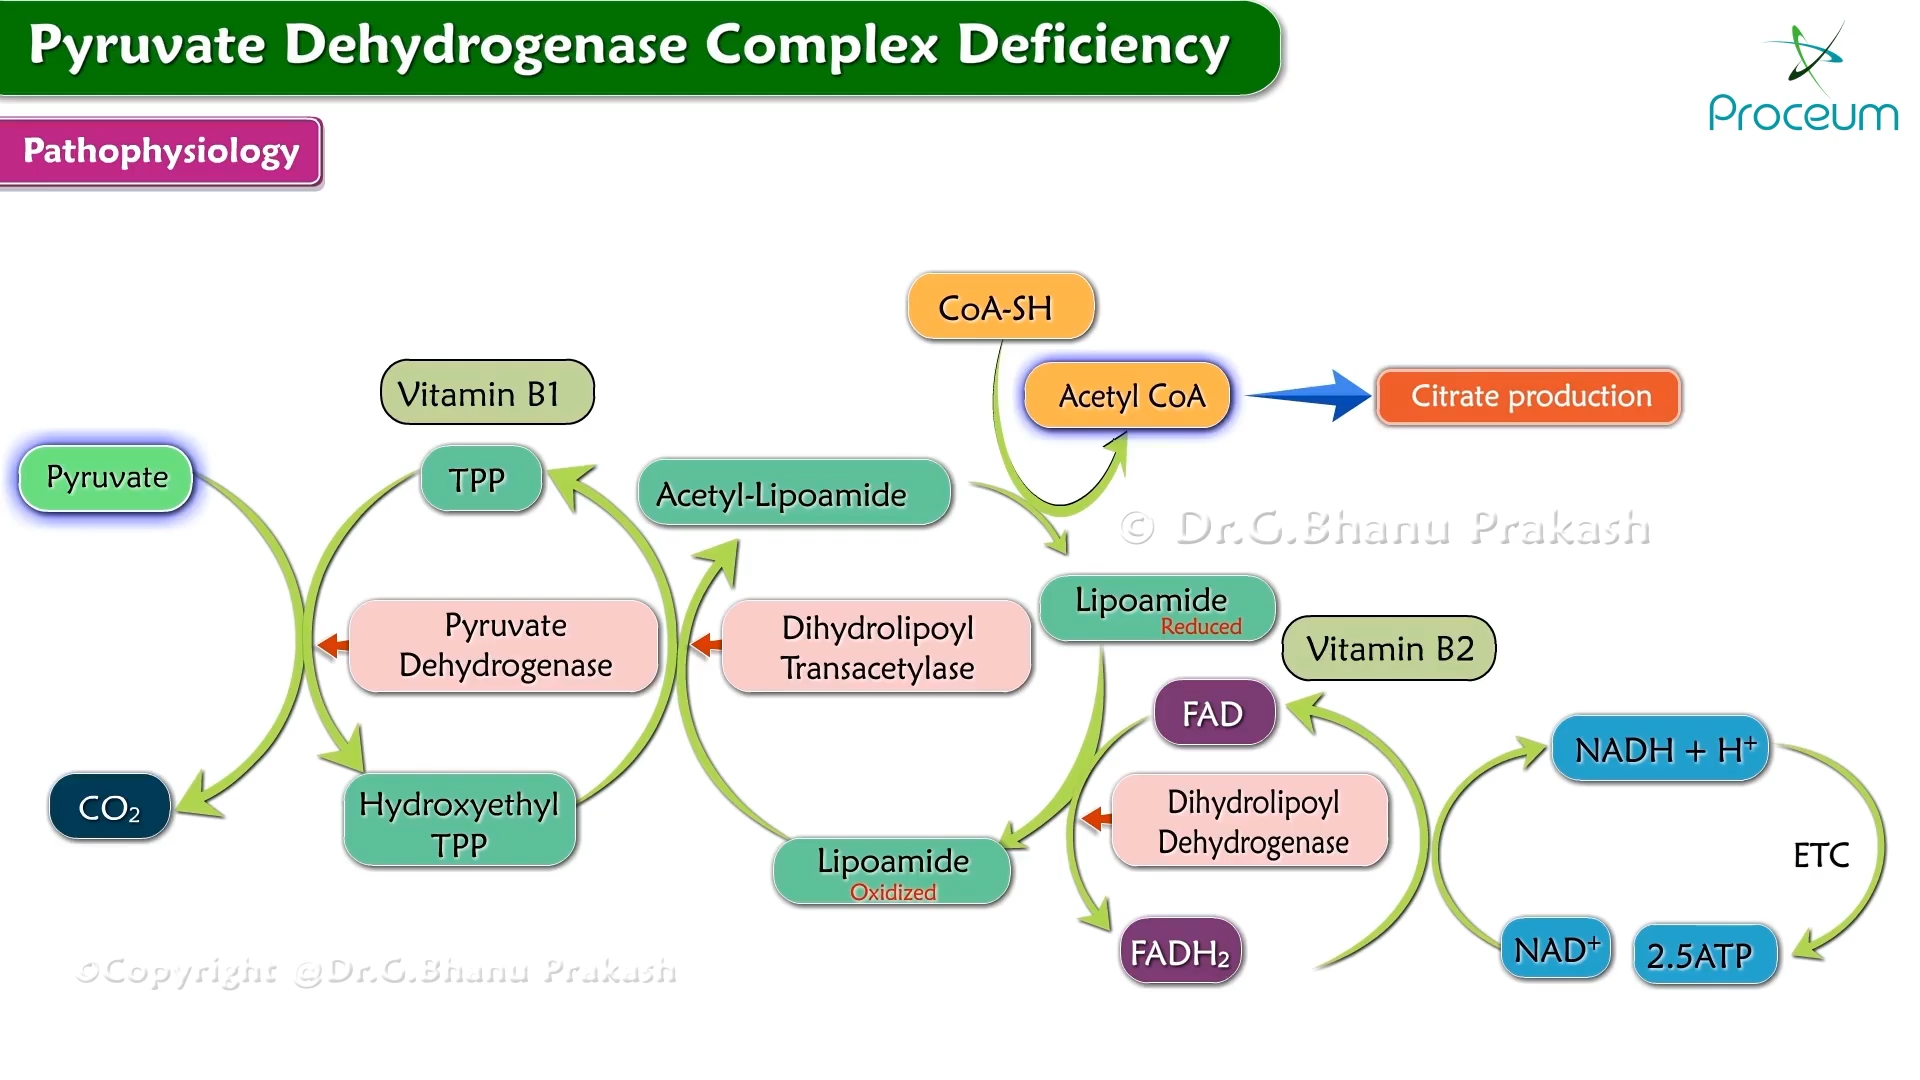 Pyruvate Dehydrogenase Complex Deficiency
Proceum
Pathophysiology
CoA-SH
Vitamin B1
Acetyl CoA
Citrate production
Pyruvate
TPP
Acetyl-Lipoamide
© Dr.G.Bhanu Prakash
Pyruvate
Dehydrogenase
Dihydrolipoyl
Transacetylase
Lipoamide
Reduced
Vitamin B2
FAD
NADH + H⁺
CO₂
Hydroxyethyl
TPP
Dihydrolipoyl
Dehydrogenase
Lipoamide
Oxidized
ETC
FADH₂
NAD⁺
2.5ATP
©Copyright @Dr.G.Bhanu Prakash